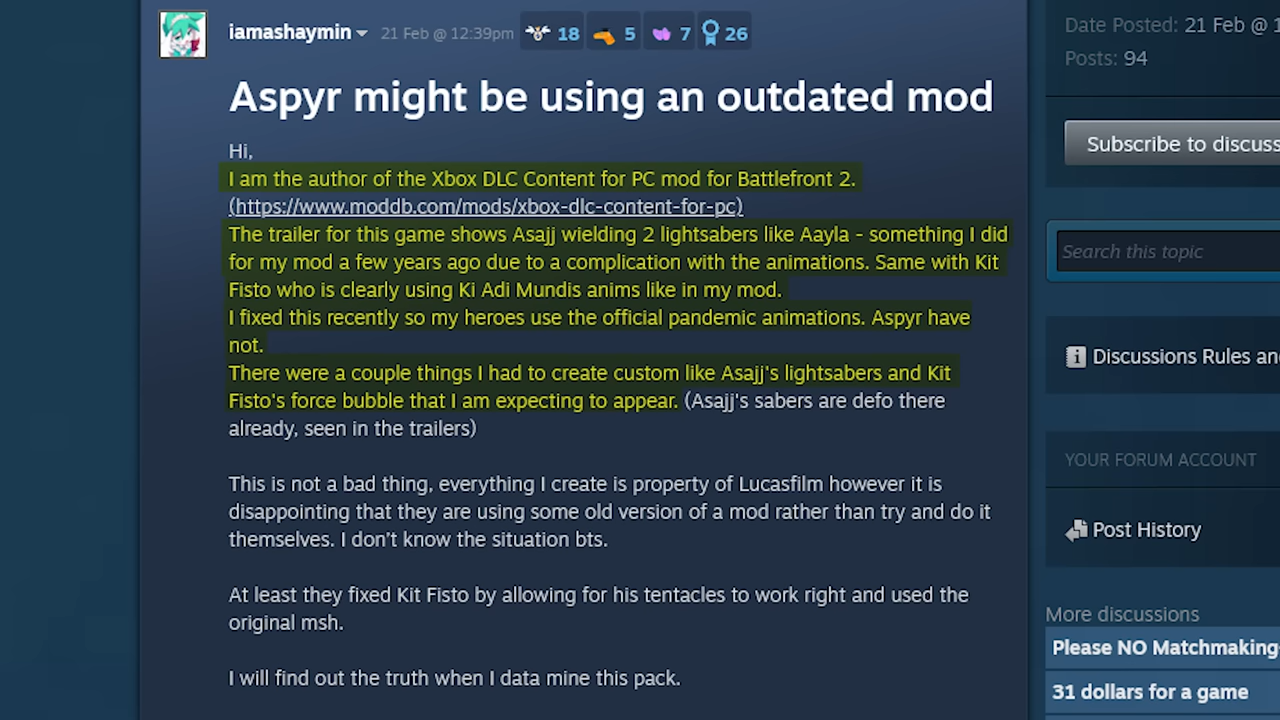 iamashaymin 21 Feb @ 12:39pm 18 5 7 26
Aspyr might be using an outdated mod
Hi,
I am the author of the Xbox DLC Content for PC mod for Battlefront 2.
(https://www.moddb.com/mods/xbox-dlc-content-for-pc)
The trailer for this game shows Asajj wielding 2 lightsabers like Aayla - something I did
for my mod a few years ago due to a complication with the animations. Same with Kit
Fisto who is clearly using Ki Adi Mundis anims like in my mod.
I fixed this recently so my heroes use the official pandemic animations. Aspyr have
not.
There were a couple things I had to create custom like Asajj's lightsabers and Kit
Fisto's force bubble that I am expecting to appear. (Asajj's sabers are defo there
already, seen in the trailers)
This is not a bad thing, everything I create is property of Lucasfilm however it is
disappointing that they are using some old version of a mod rather than try and do it
themselves. I don't know the situation bts.
At least they fixed Kit Fisto by allowing for his tentacles to work right and used the
original msh.
I will find out the truth when I data mine this pack.
Date Posted: 21 Feb @ 1
Posts: 94
Subscribe to discuss
Search this topic
Discussions Rules an
YOUR FORUM ACCOUNT
Post History
More discussions
Please NO Matchmaking
31 dollars for a game